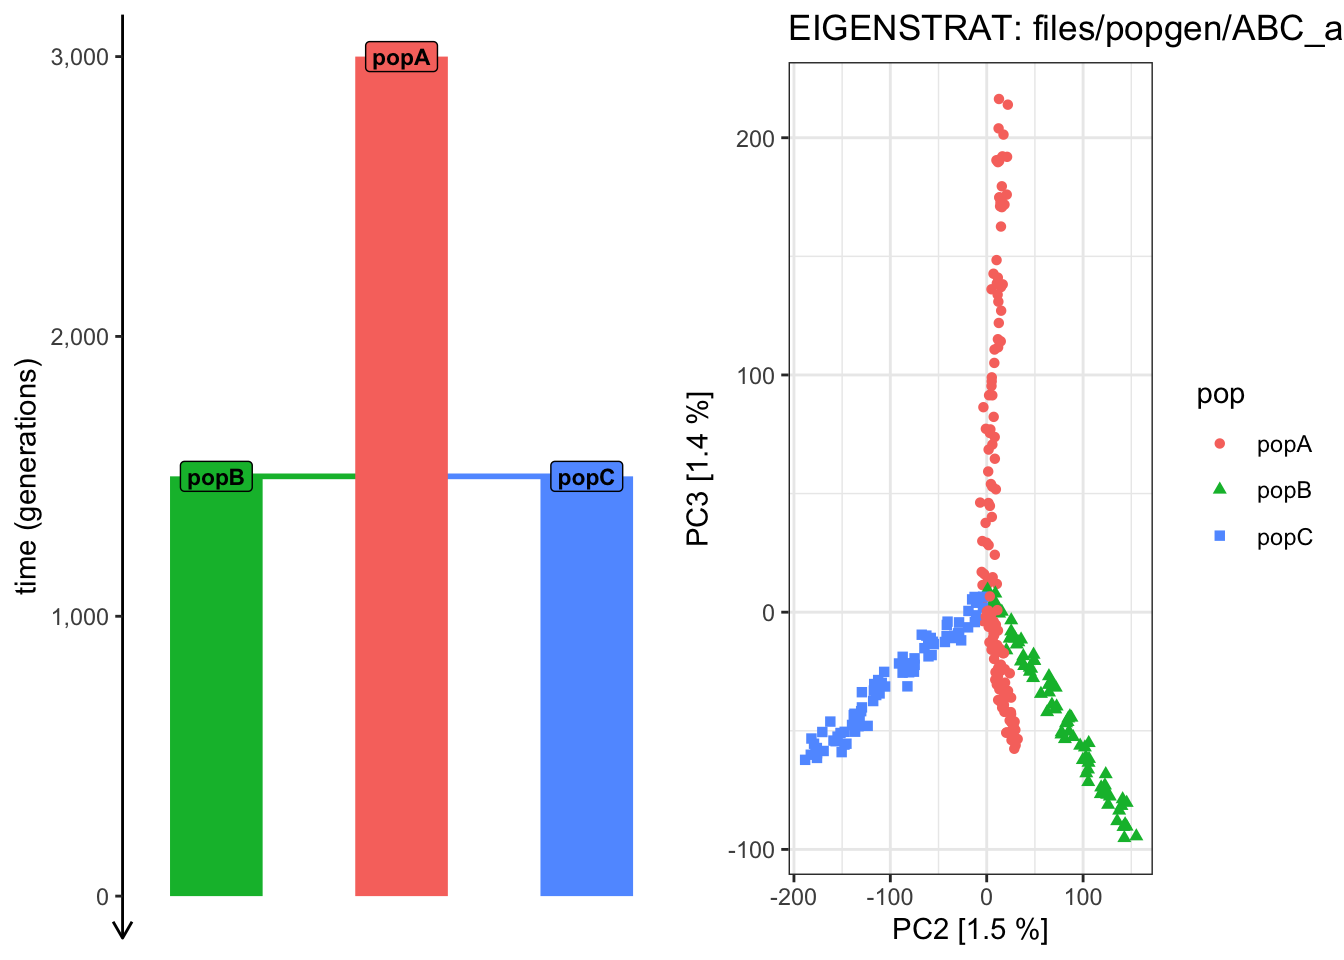 3,000
2,000
1,000
0
time (generations)
popA
popB
popC
EIGENSTRAT: files/popgen/ABC_a
200
100
0
-100
PC3 [1.4 %]
-200
-100
0
100
PC2 [1.5 %]
pop
popA
popB
popC